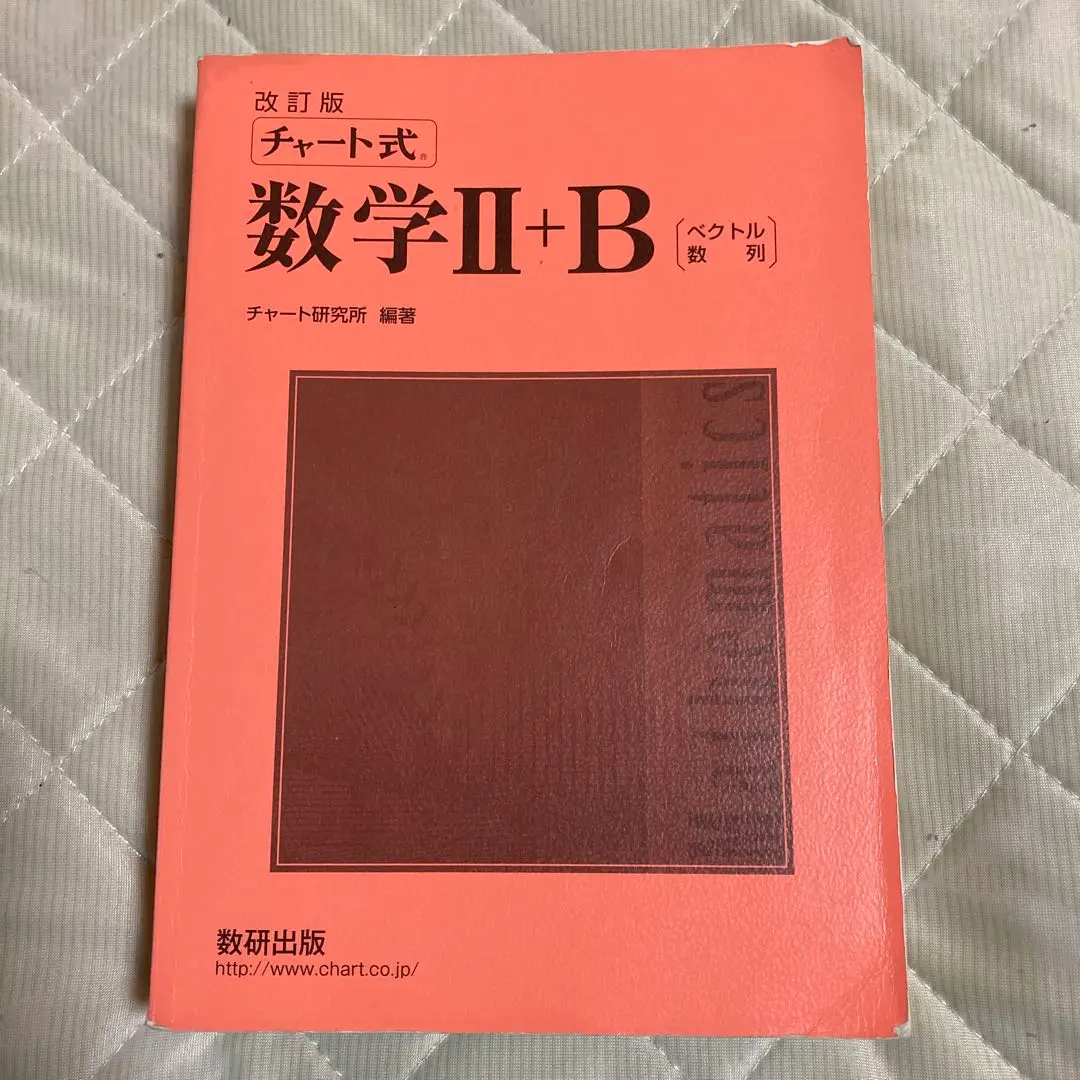 改訂版
チャート式®
数学Ⅱ+B
〔ベクトル
数列〕
チャート研究所 編著
mathematics
数研出版
http://www.chart.co.jp/